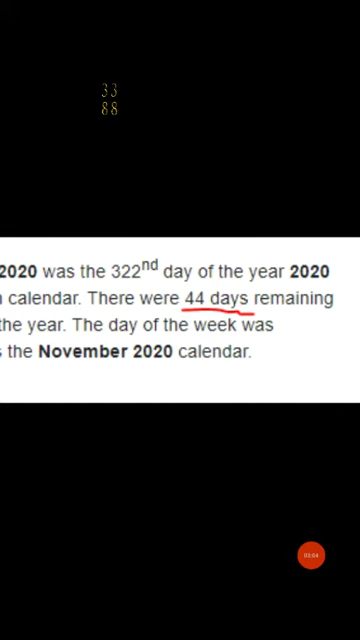 33
88
2020 was the 322nd day of the year 2020
calendar. There were 44 days remaining
the year. The day of the week was
the November 2020 calendar.
03:04